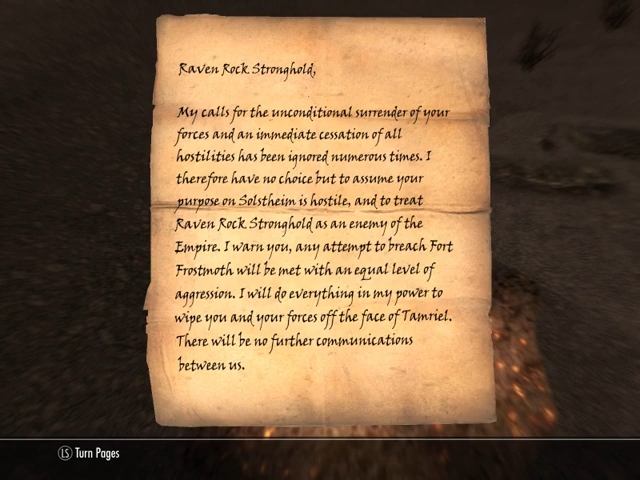 Raven Rock Stronghold,
My calls for the unconditional surrender of your
forces and an immediate cessation of all
hostilities has been ignored numerous times. I
therefore have no choice but to assume your
purpose on Solstheim is hostile, and to treat
Raven Rock Stronghold as an enemy of the
Empire. I warn you, any attempt to breach Fort
Frostmoth will be met with an equal level of
aggression. I will do everything in my power to
wipe you and your forces off the face of Tamriel.
There will be no further communications
between us.
LS Turn Pages